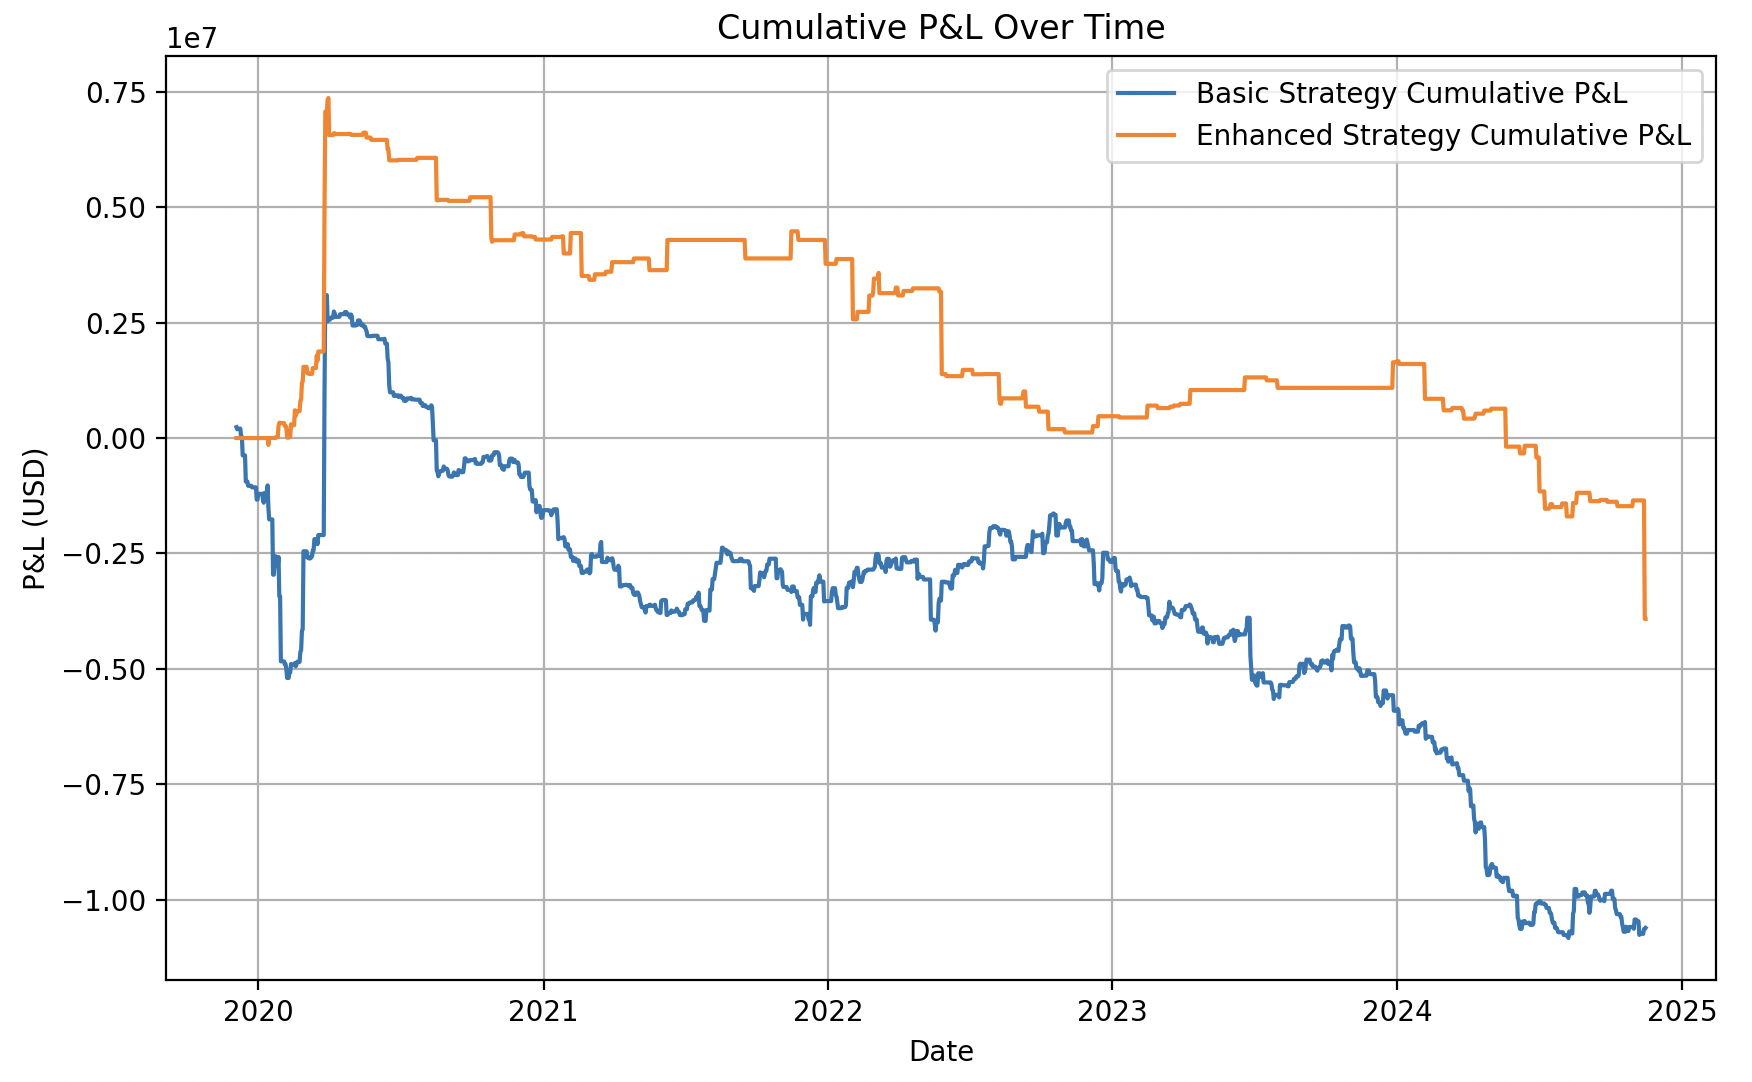 Cumulative P&L Over Time
1e7
Basic Strategy Cumulative P&L
Enhanced Strategy Cumulative P&L
0.75
0.50
0.25
0.00
−0.25
−0.50
−0.75
−1.00
P&L (USD)
2020 2021 2022 2023 2024 2025
Date